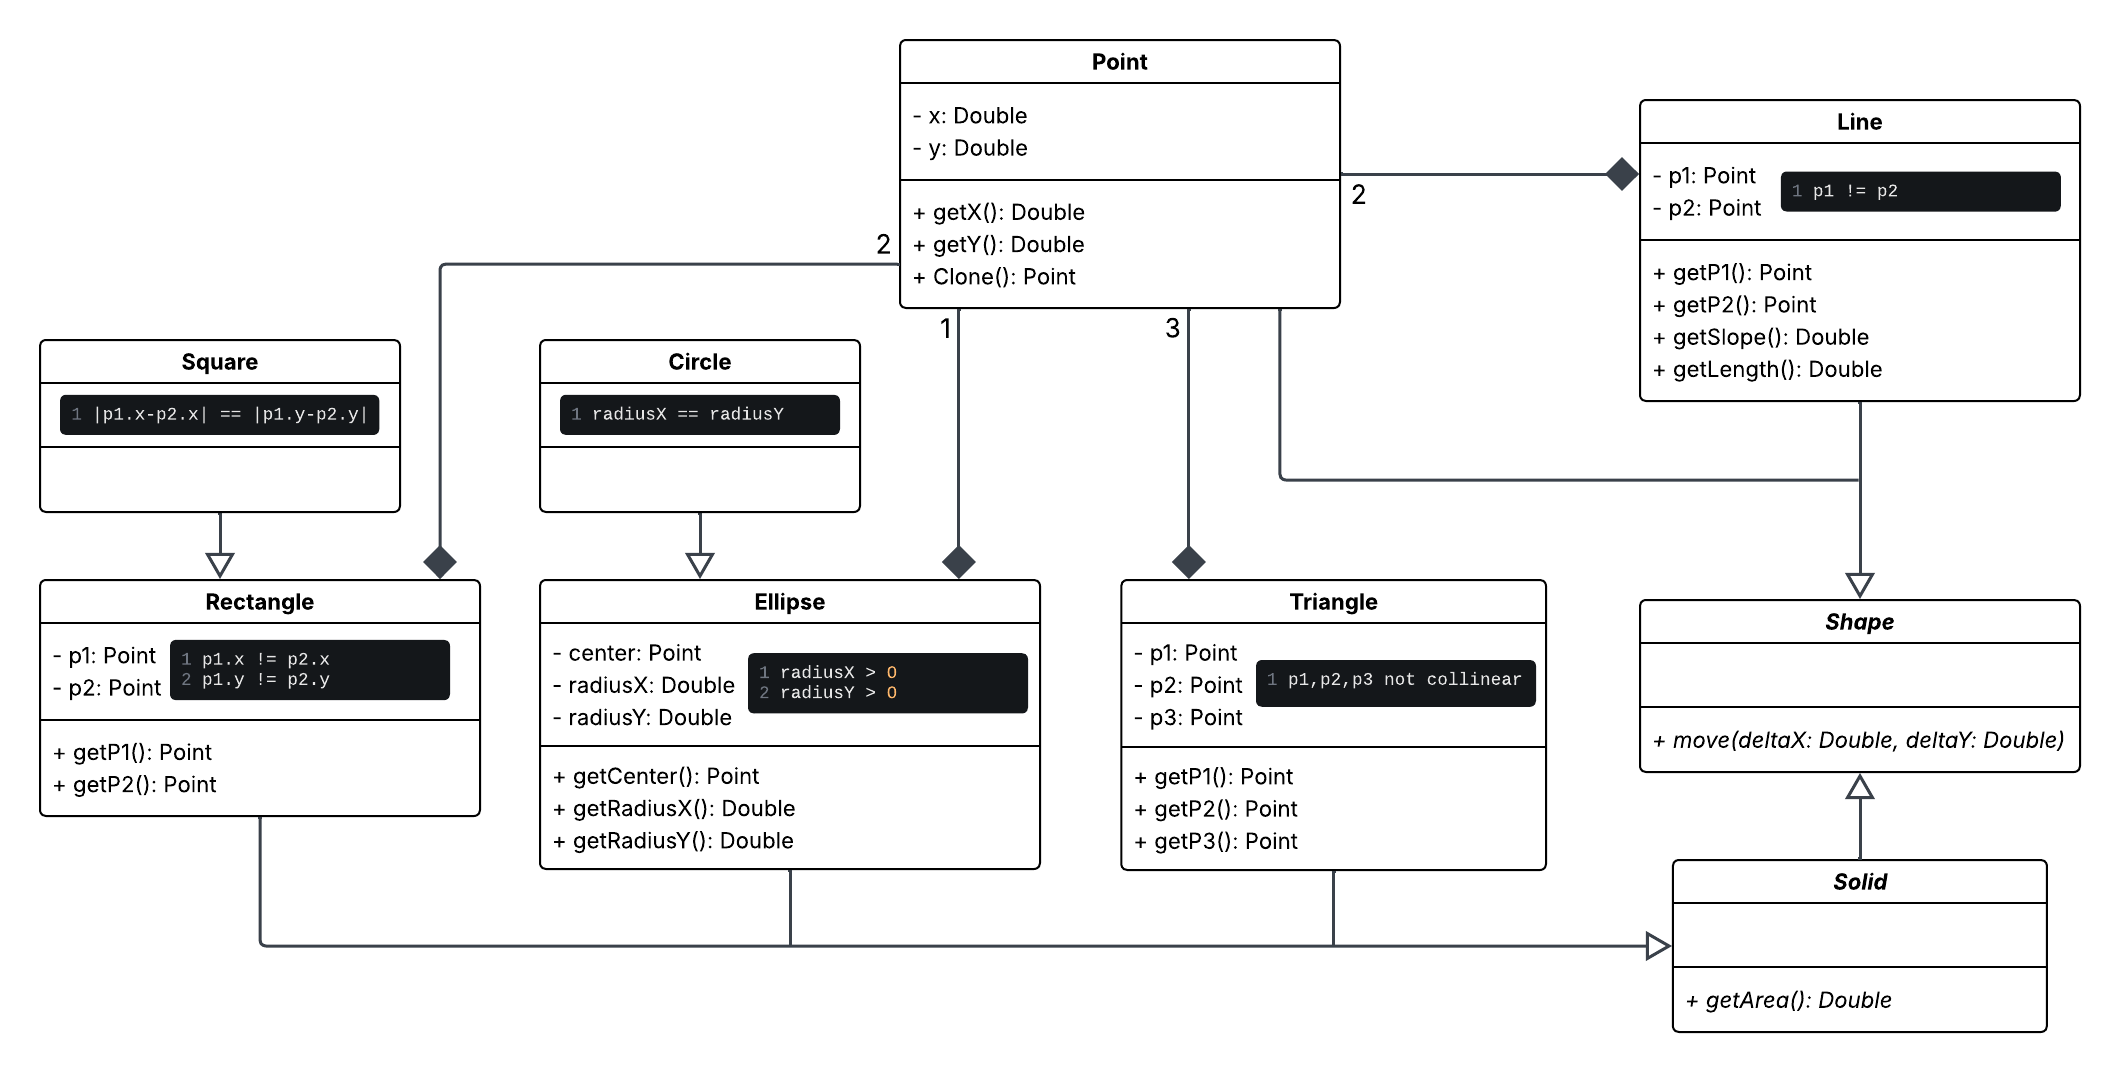 Point
- x: Double
- y: Double
+ getX(): Double
+ getY(): Double
+ Clone(): Point
2
2
1
3
Line
- p1: Point
- p2: Point
1 p1 != p2
+ getP1(): Point
+ getP2(): Point
+ getSlope(): Double
+ getLength(): Double
Square
1 |p1.x-p2.x| == |p1.y-p2.y|
Circle
1 radiusX == radiusY
Rectangle
- p1: Point
- p2: Point
1 p1.x != p2.x
2 p1.y != p2.y
+ getP1(): Point
+ getP2(): Point
Ellipse
- center: Point
- radiusX: Double
- radiusY: Double
1 radiusX > 0
2 radiusY > 0
+ getCenter(): Point
+ getRadiusX(): Double
+ getRadiusY(): Double
Triangle
- p1: Point
- p2: Point
- p3: Point
1 p1,p2,p3 not collinear
+ getP1(): Point
+ getP2(): Point
+ getP3(): Point
Shape
+ move(deltaX: Double, deltaY: Double)
Solid
+ getArea(): Double